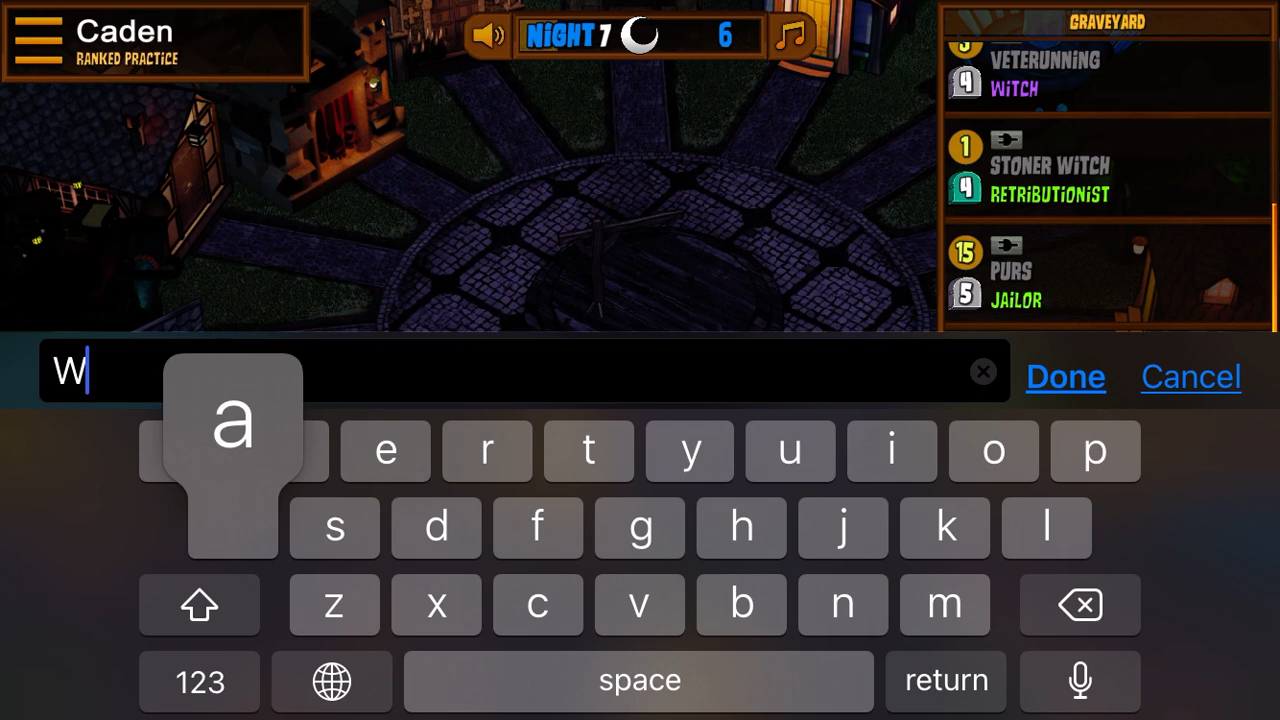 Caden
RANKED PRACTICE
NIGHT 7
6
GRAVEYARD
VETERUNNING
4
WITCH
1
STONER WITCH
4
RETRIBUTIONIST
15
PURS
5
JAILOR
W
Done
Cancel
a
e r t y u i o p
s d f g h j k l
z x c v b n m
123
space
return